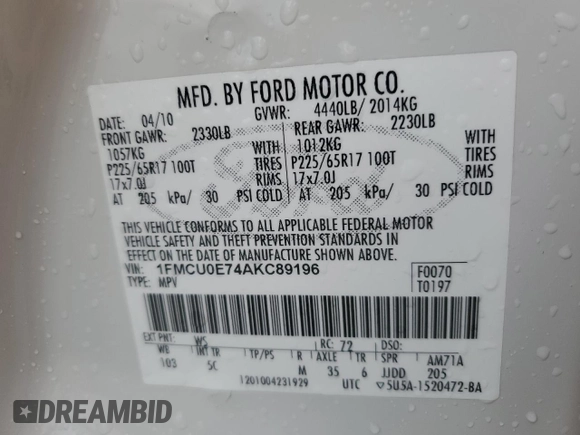 MFD. BY FORD MOTOR CO.
DATE: 04/10 GVWR: 4440LB/ 2014KG
FRONT GAWR: 2330LB REAR GAWR: 2230LB
1057KG 1012KG WITH
P225/65R17 100T TIRES P225/65R17 100T TIRES
17x7.0J RIMS 17x7.0J RIMS
AT 205 kPa/ 30 PSI COLD AT 205 kPa/ 30 PSI COLD
THIS VEHICLE CONFORMS TO ALL APPLICABLE FEDERAL MOTOR
VEHICLE SAFETY AND THEFT PREVENTION STANDARDS IN
EFFECT ON THE DATE OF MANUFACTURE SHOWN ABOVE.
VIN: 1FMCU0E74AKC89196 F0070
TYPE: MPV T0197
EXT PNT: WS RC: 72 DSO:
WB INT TR TP/PS R AXLE TR SPR AM71A
103 5C M 35 6 JJDD 205
1201004231929 UTC ▽5U5A-1520472-BA
DREAMBID